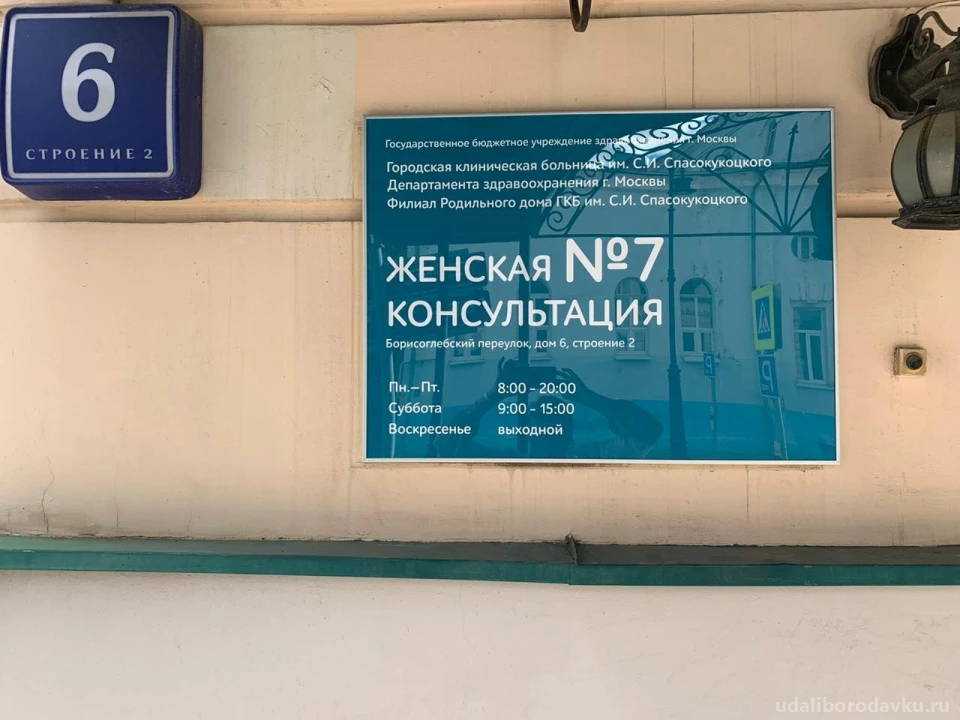 6
СТРОЕНИЕ 2
Государственное бюджетное учреждение здравоохранения г. Москвы
Городская клиническая больница им. С.И. Спасокукоцкого
Департамента здравоохранения г. Москвы
Филиал Родильного дома ГКБ им. С.И. Спасокукоцкого
ЖЕНСКАЯ №7
КОНСУЛЬТАЦИЯ
Борисоглебский переулок, дом 6, строение 2
Пн.–Пт. 8:00 - 20:00
Суббота 9:00 - 15:00
Воскресенье выходной
udaliborodavku.ru